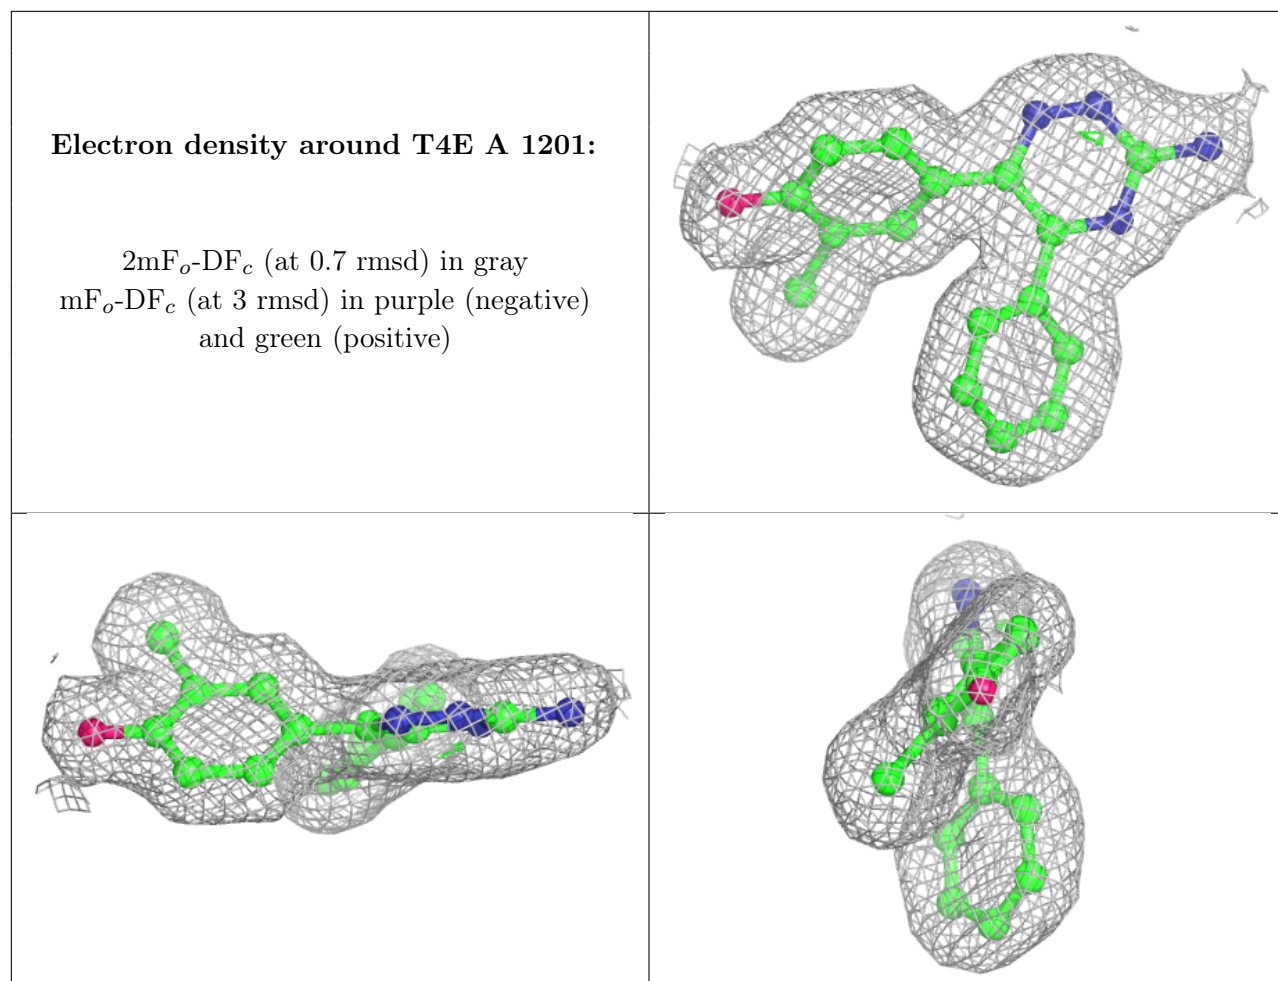 Electron density around T4E A 1201:
2mFo-DFc (at 0.7 rmsd) in gray
mFo-DFc (at 3 rmsd) in purple (negative)
and green (positive)